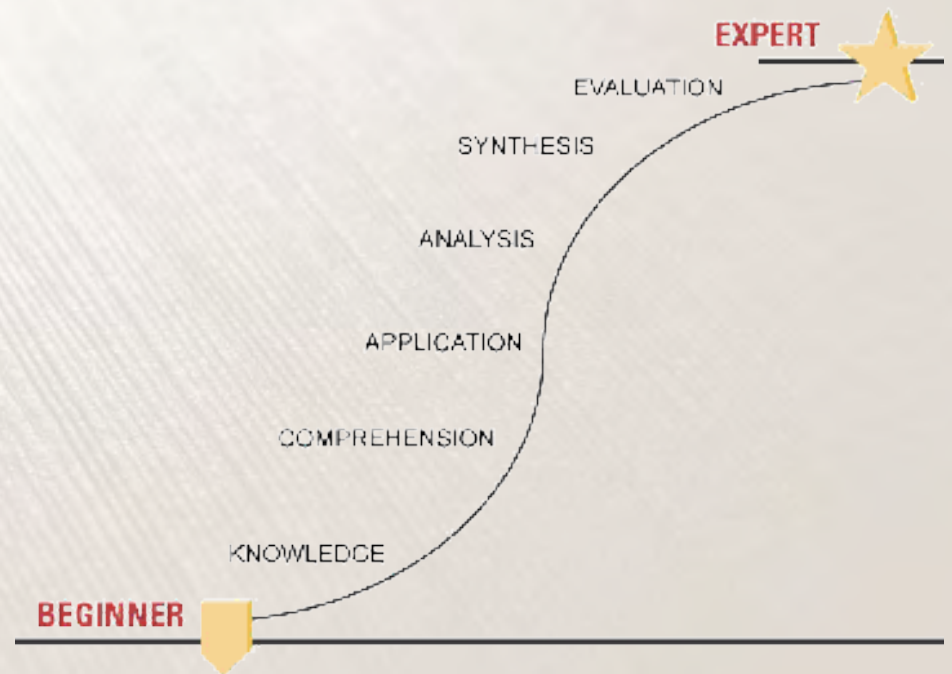 EXPERT
EVALUATION
SYNTHESIS
ANALYSIS
APPLICATION
COMPREHENSION
KNOWLEDGE
BEGINNER